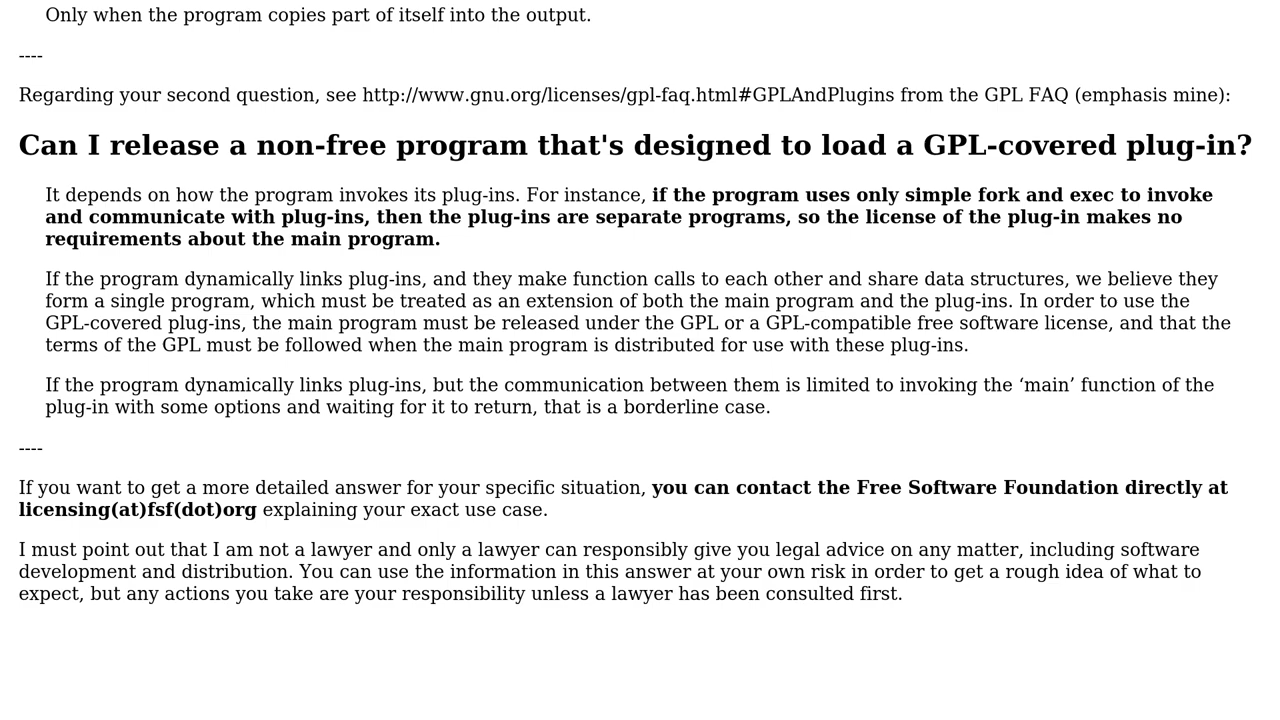 Only when the program copies part of itself into the output.
----
Regarding your second question, see http://www.gnu.org/licenses/gpl-faq.html#GPLAndPlugins from the GPL FAQ (emphasis mine):
Can I release a non-free program that's designed to load a GPL-covered plug-in?
It depends on how the program invokes its plug-ins. For instance, if the program uses only simple fork and exec to invoke
and communicate with plug-ins, then the plug-ins are separate programs, so the license of the plug-in makes no
requirements about the main program.
If the program dynamically links plug-ins, and they make function calls to each other and share data structures, we believe they
form a single program, which must be treated as an extension of both the main program and the plug-ins. In order to use the
GPL-covered plug-ins, the main program must be released under the GPL or a GPL-compatible free software license, and that the
terms of the GPL must be followed when the main program is distributed for use with these plug-ins.
If the program dynamically links plug-ins, but the communication between them is limited to invoking the ‘main’ function of the
plug-in with some options and waiting for it to return, that is a borderline case.
----
If you want to get a more detailed answer for your specific situation, you can contact the Free Software Foundation directly at
licensing(at)fsf(dot)org explaining your exact use case.
I must point out that I am not a lawyer and only a lawyer can responsibly give you legal advice on any matter, including software
development and distribution. You can use the information in this answer at your own risk in order to get a rough idea of what to
expect, but any actions you take are your responsibility unless a lawyer has been consulted first.